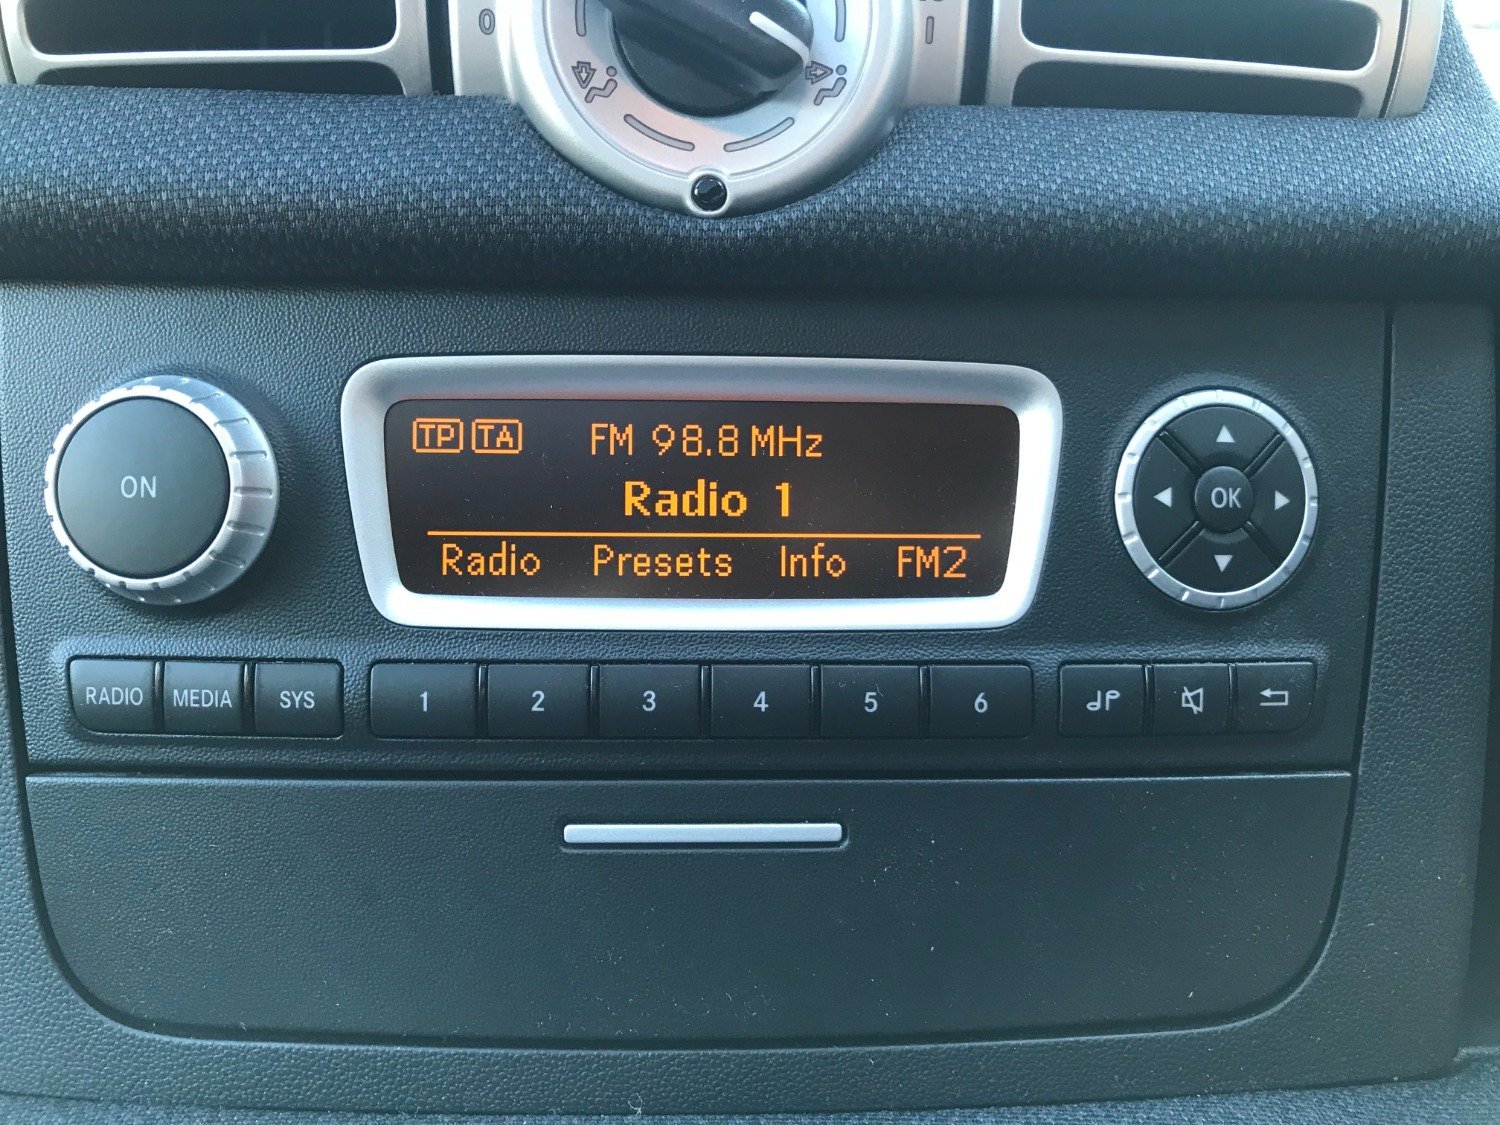 0
I
TP TA FM 98.8 MHz
Radio 1
Radio Presets Info FM2
ON
OK
RADIO MEDIA SYS 1 2 3 4 5 6